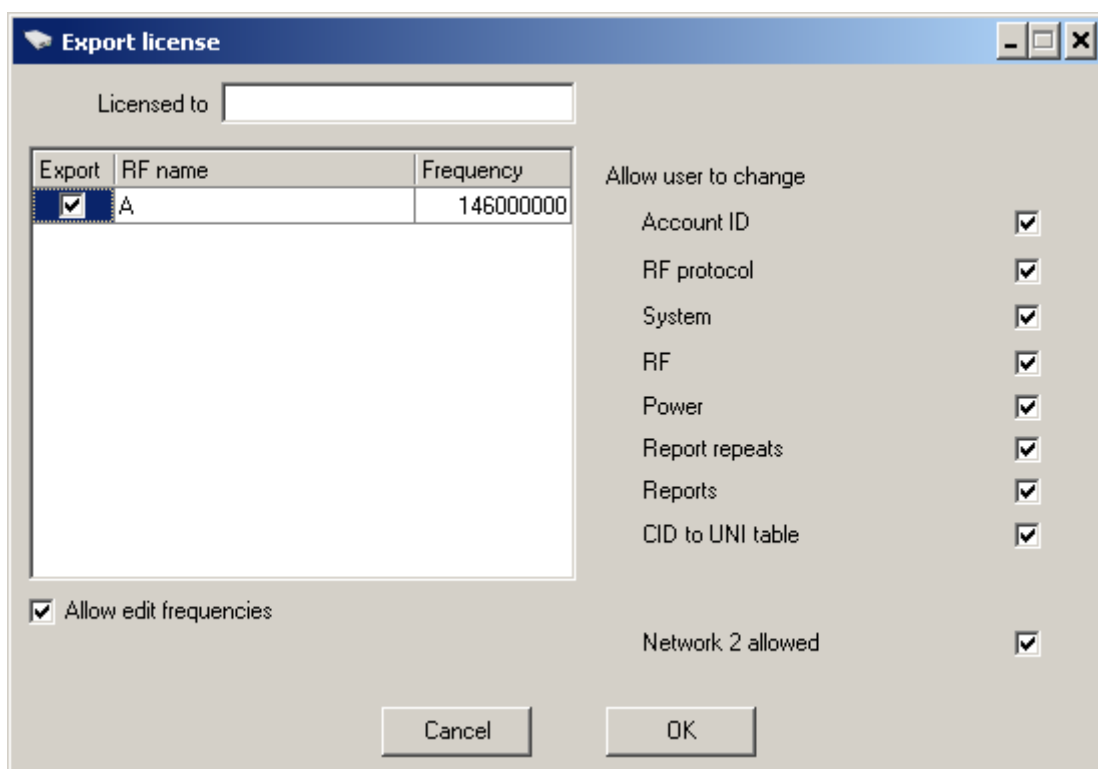 Export license
Licensed to
Export RF name Frequency
A 146000000
Allow edit frequencies
Allow user to change
Account ID
RF protocol
System
RF
Power
Report repeats
Reports
CID to UNI table
Network 2 allowed
Cancel OK